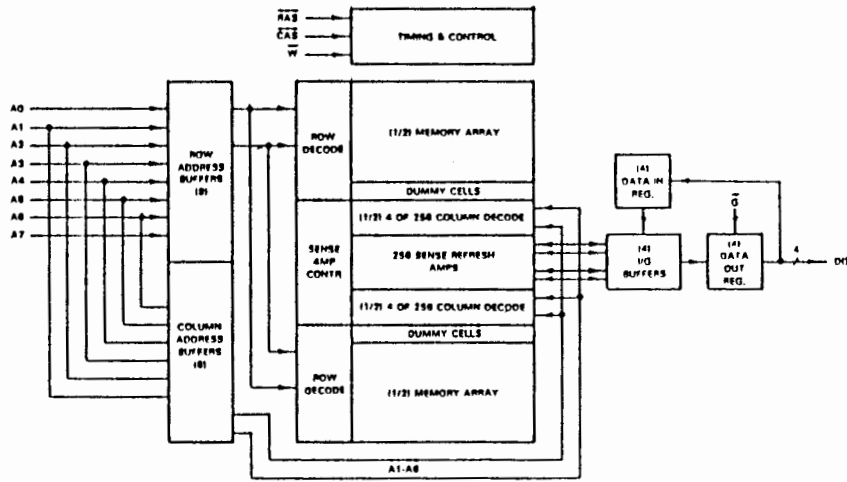 RAS
CAS
W
TIMING & CONTROL
A0
A1
A2
A3
A4
A5
A6
A7
ROW
ADDRESS
BUFFERS
(8)
COLUMN
ADDRESS
BUFFERS
(6)
ROW
DECODE
(1/2) MEMORY ARRAY
DUMMY CELLS
(1/2) 4 OF 256 COLUMN DECODE
SENSE
AMP
CONTR
256 SENSE REFRESH
AMPS
(1/2) 4 OF 256 COLUMN DECODE
DUMMY CELLS
ROW
DECODE
(1/2) MEMORY ARRAY
A1-A6
(4)
DATA IN
REG.
G
(4)
I/O
BUFFERS
(4)
DATA
OUT
REG.
4